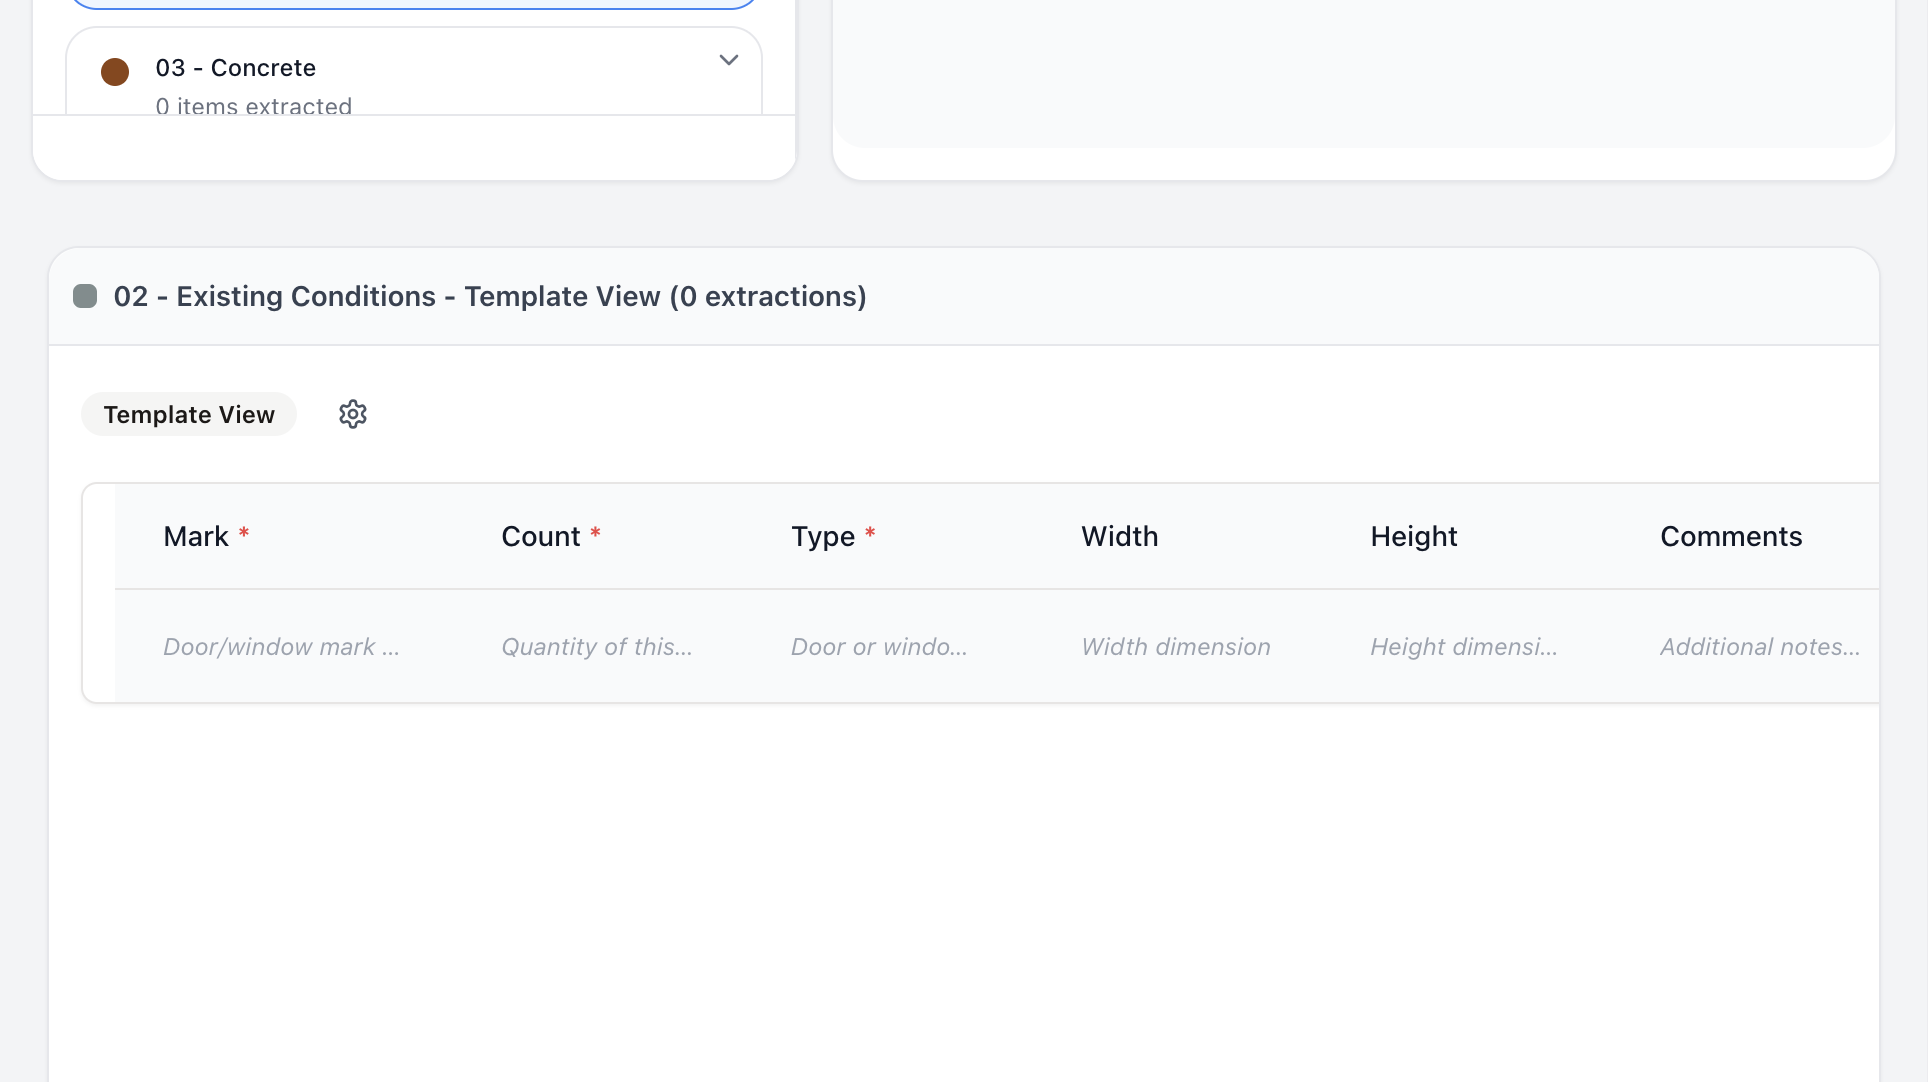 03 - Concrete
0 items extracted
02 - Existing Conditions - Template View (0 extractions)
Template View
Mark * Count * Type * Width Height Comments
Door/window mark ... Quantity of this... Door or windo... Width dimension Height dimensi... Additional notes...